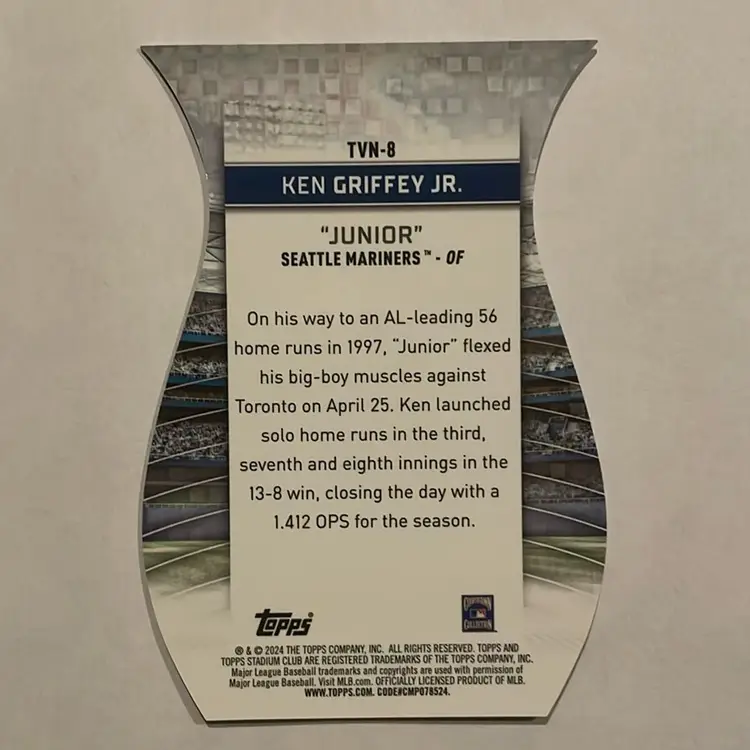 TVN-8
KEN GRIFFEY JR.
"JUNIOR"
SEATTLE MARINERS™ - OF
On his way to an AL-leading 56
home runs in 1997, "Junior" flexed
his big-boy muscles against
Toronto on April 25. Ken launched
solo home runs in the third,
seventh and eighth innings in the
13-8 win, closing the day with a
1.412 OPS for the season.
Topps®
COOPERSTOWN
COLLECTION
® & © 2024 THE TOPPS COMPANY, INC. ALL RIGHTS RESERVED. TOPPS AND
TOPPS STADIUM CLUB ARE REGISTERED TRADEMARKS OF THE TOPPS COMPANY, INC.
Major League Baseball trademarks and copyrights are used with permission of
Major League Baseball. Visit MLB.com. OFFICIALLY LICENSED PRODUCT OF MLB.
WWW.TOPPS.COM. CODE#CMP078524.